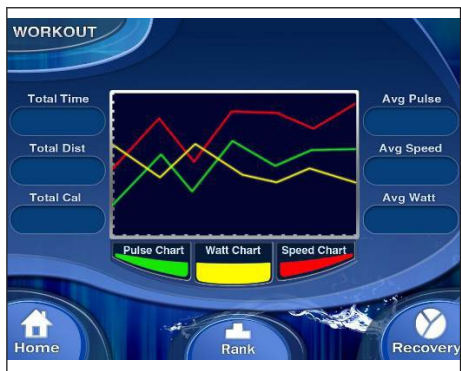 WORKOUT
Total Time
Avg Pulse
Total Dist
Avg Speed
Total Cal
Avg Watt
Pulse Chart
Watt Chart
Speed Chart
Home
Rank
Recovery